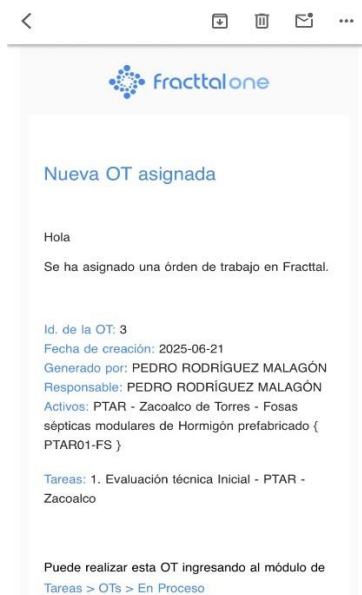 fracttalone
Nueva OT asignada
Hola
Se ha asignado una órden de trabajo en Fracttal.
Id. de la OT: 3
Fecha de creación: 2025-06-21
Generado por: PEDRO RODRÍGUEZ MALAGÓN
Responsable: PEDRO RODRÍGUEZ MALAGÓN
Activos: PTAR - Zacoalco de Torres - Fosas
sépticas modulares de Hormigón prefabricado {
PTAR01-FS }
Tareas: 1. Evaluación técnica Inicial - PTAR -
Zacoalco
Puede realizar esta OT ingresando al módulo de
Tareas > OTs > En Proceso